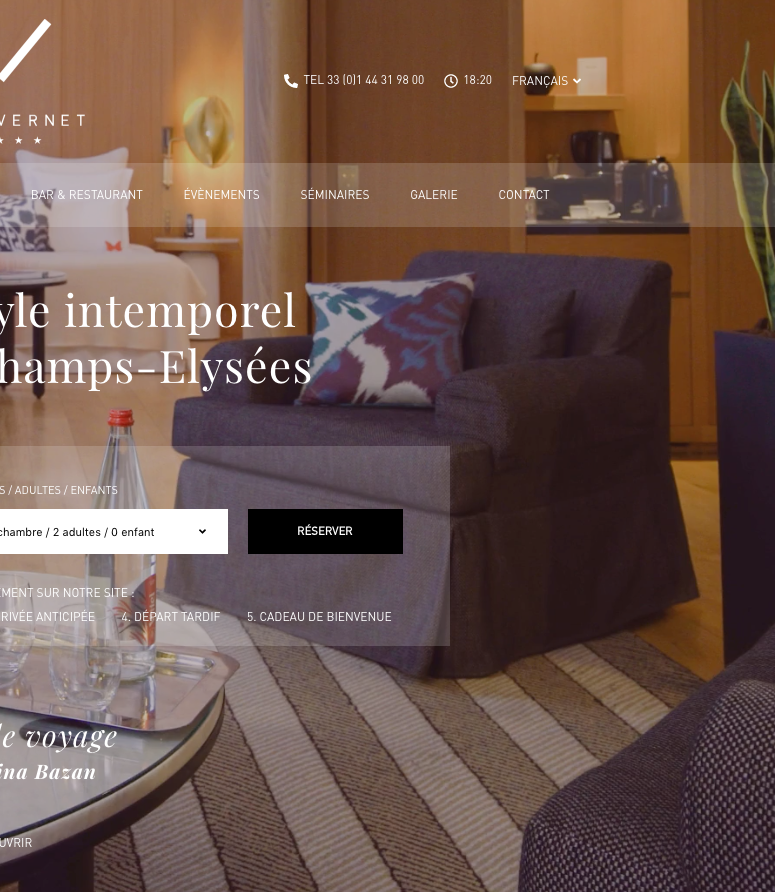 VERNET
TEL 33 (0)1 44 31 98 00 18:20 FRANÇAIS
BAR & RESTAURANT ÉVÈNEMENTS SÉMINAIRES GALERIE CONTACT
yle intemporel
hamps-Elysées
S / ADULTES / ENFANTS
chambre / 2 adultes / 0 enfant RÉSERVER
EMENT SUR NOTRE SITE :
RIVÉE ANTICIPÉE 4. DÉPART TARDIF 5. CADEAU DE BIENVENUE
le voyage
ina Bazan
UVRIR